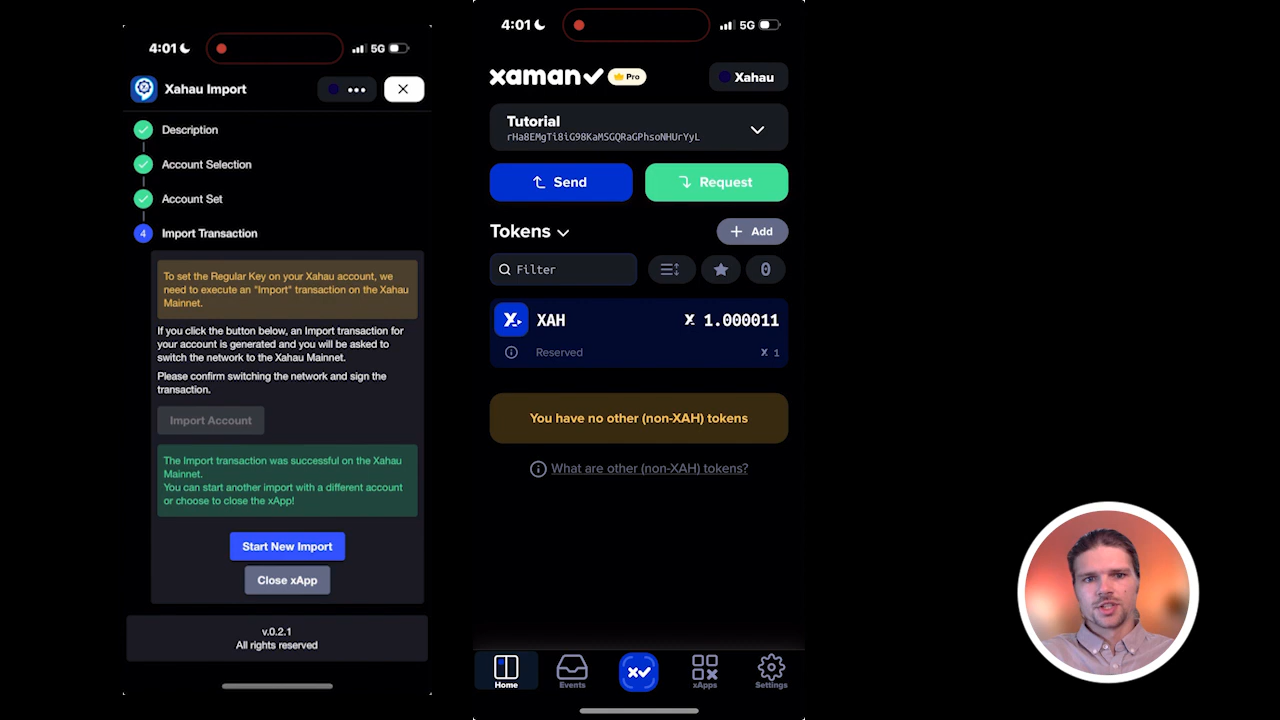 4:01
5G
Xahau Import
Description
Account Selection
Account Set
4
Import Transaction
To set the Regular Key on your Xahau account, we
need to execute an "Import" transaction on the Xahau
Mainnet.
If you click the button below, an Import transaction for
your account is generated and you will be asked to
switch the network to the Xahau Mainnet.
Please confirm switching the network and sign the
transaction.
Import Account
The Import transaction was successful on the Xahau
Mainnet.
You can start another import with a different account
or choose to close the xApp!
Start New Import
Close xApp
v.0.2.1
All rights reserved
4:01
5G
xaman Pro
Xahau
Tutorial
rHa8EMgTi8iG98KaMSGQRaGPhsoNHUrYyL
Send
Request
Tokens
Add
Filter
0
XAH
X 1.000011
Reserved
X 1
You have no other (non-XAH) tokens
What are other (non-XAH) tokens?
Home
Events
xApps
Settings